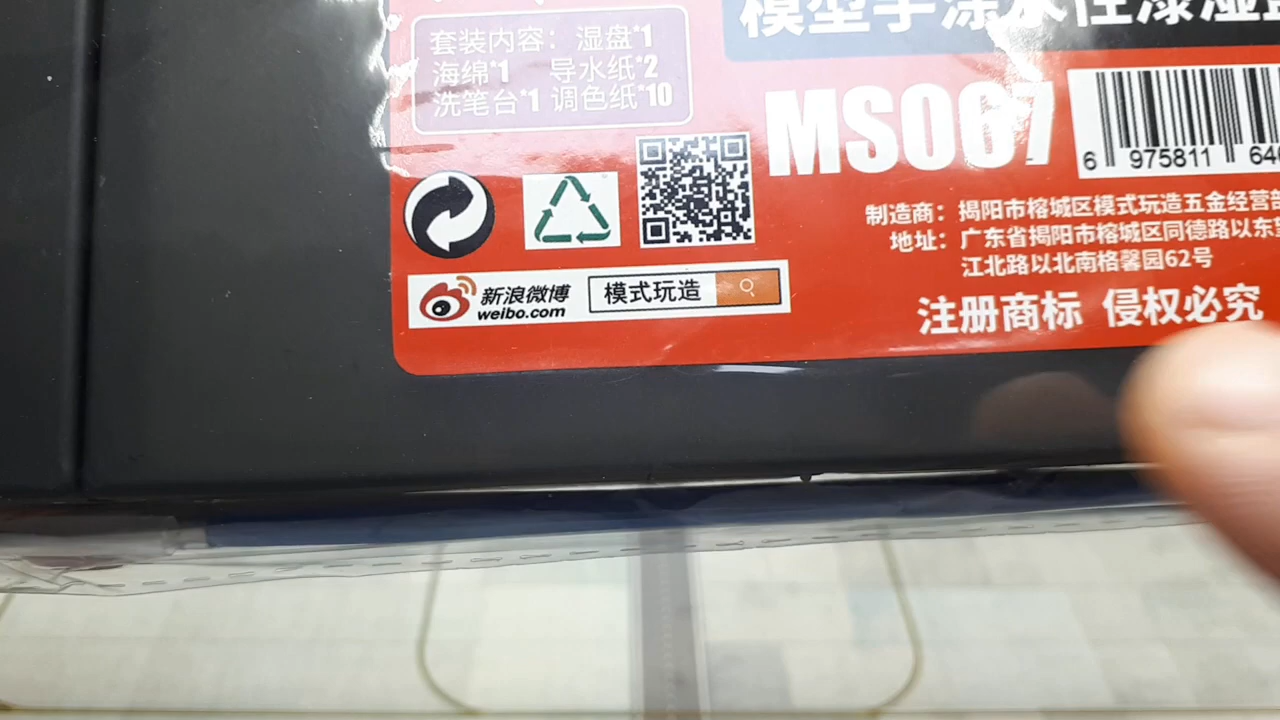 模型手涂水性漆湿盘
套装内容：湿盘*1
海绵*1 导水纸*2
洗笔台*1 调色纸*10
MS067
6 975811 640
制造商：揭阳市榕城区模式玩造五金经营部
地址：广东省揭阳市榕城区同德路以东望
江北路以北南格馨园62号
新浪微博
weibo.com
模式玩造
注册商标 侵权必究